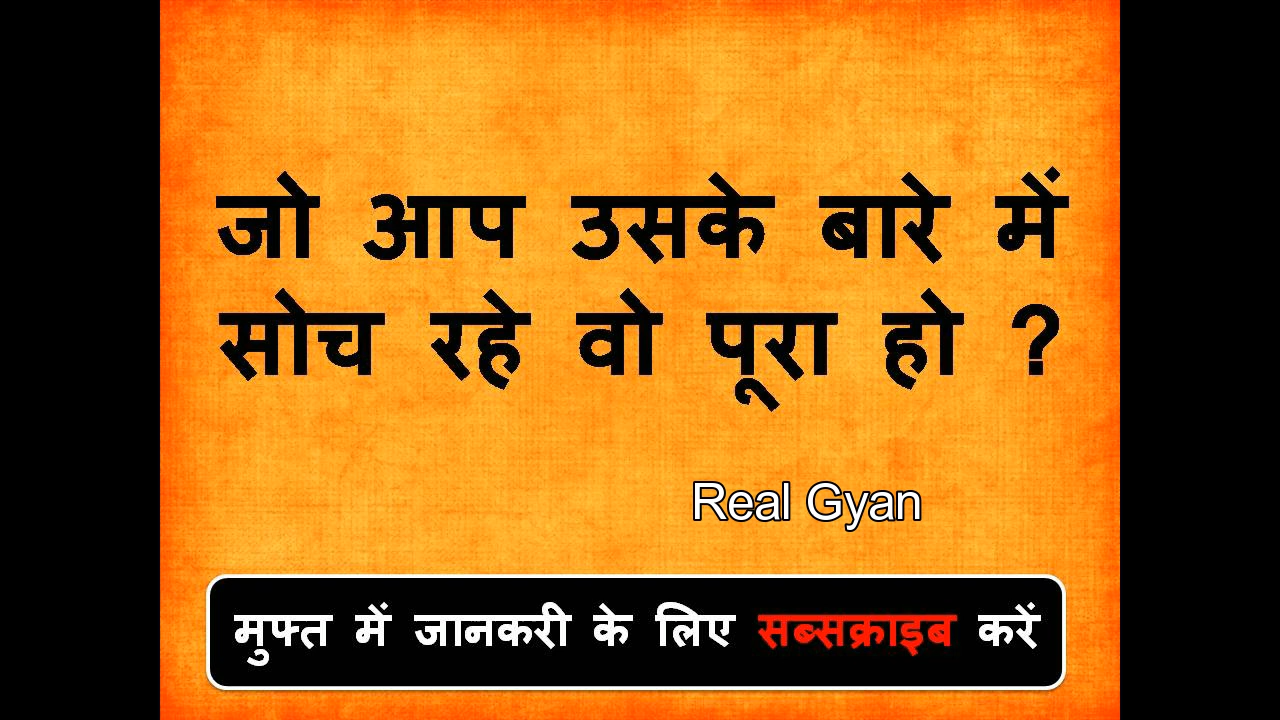 जो आप उसके बारे में
सोच रहे वो पूरा हो ?
Real Gyan
मुफ्त में जानकरी के लिए सब्सक्राइब करें